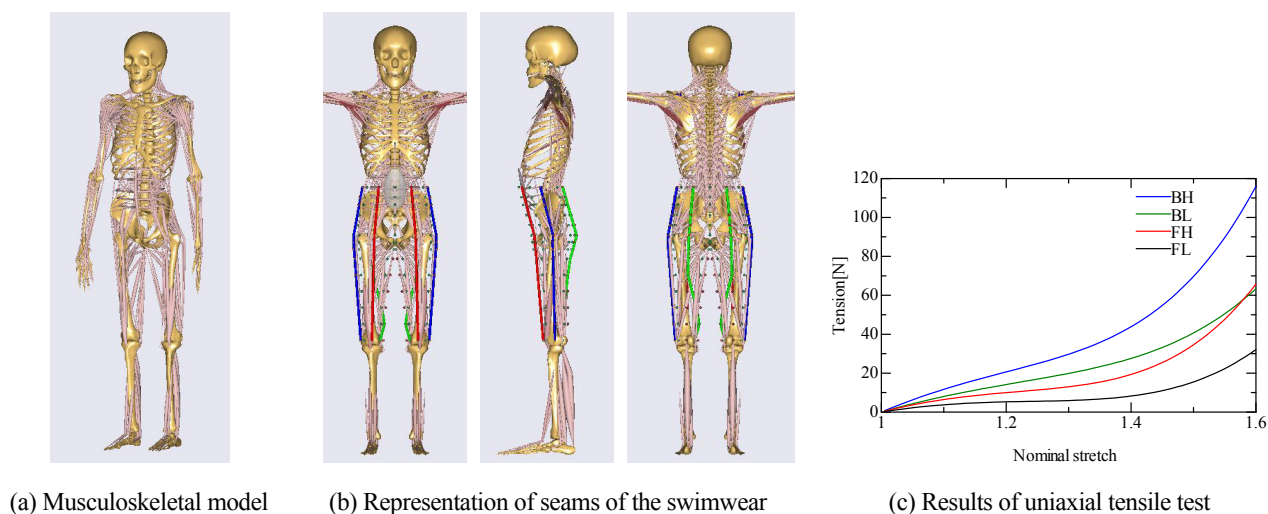 120
100
80
60
40
20
0
Tension[N]
BH
BL
FH
FL
1 1.2 1.4 1.6
Nominal stretch
(a) Musculoskeletal model (b) Representation of seams of the swimwear (c) Results of uniaxial tensile test